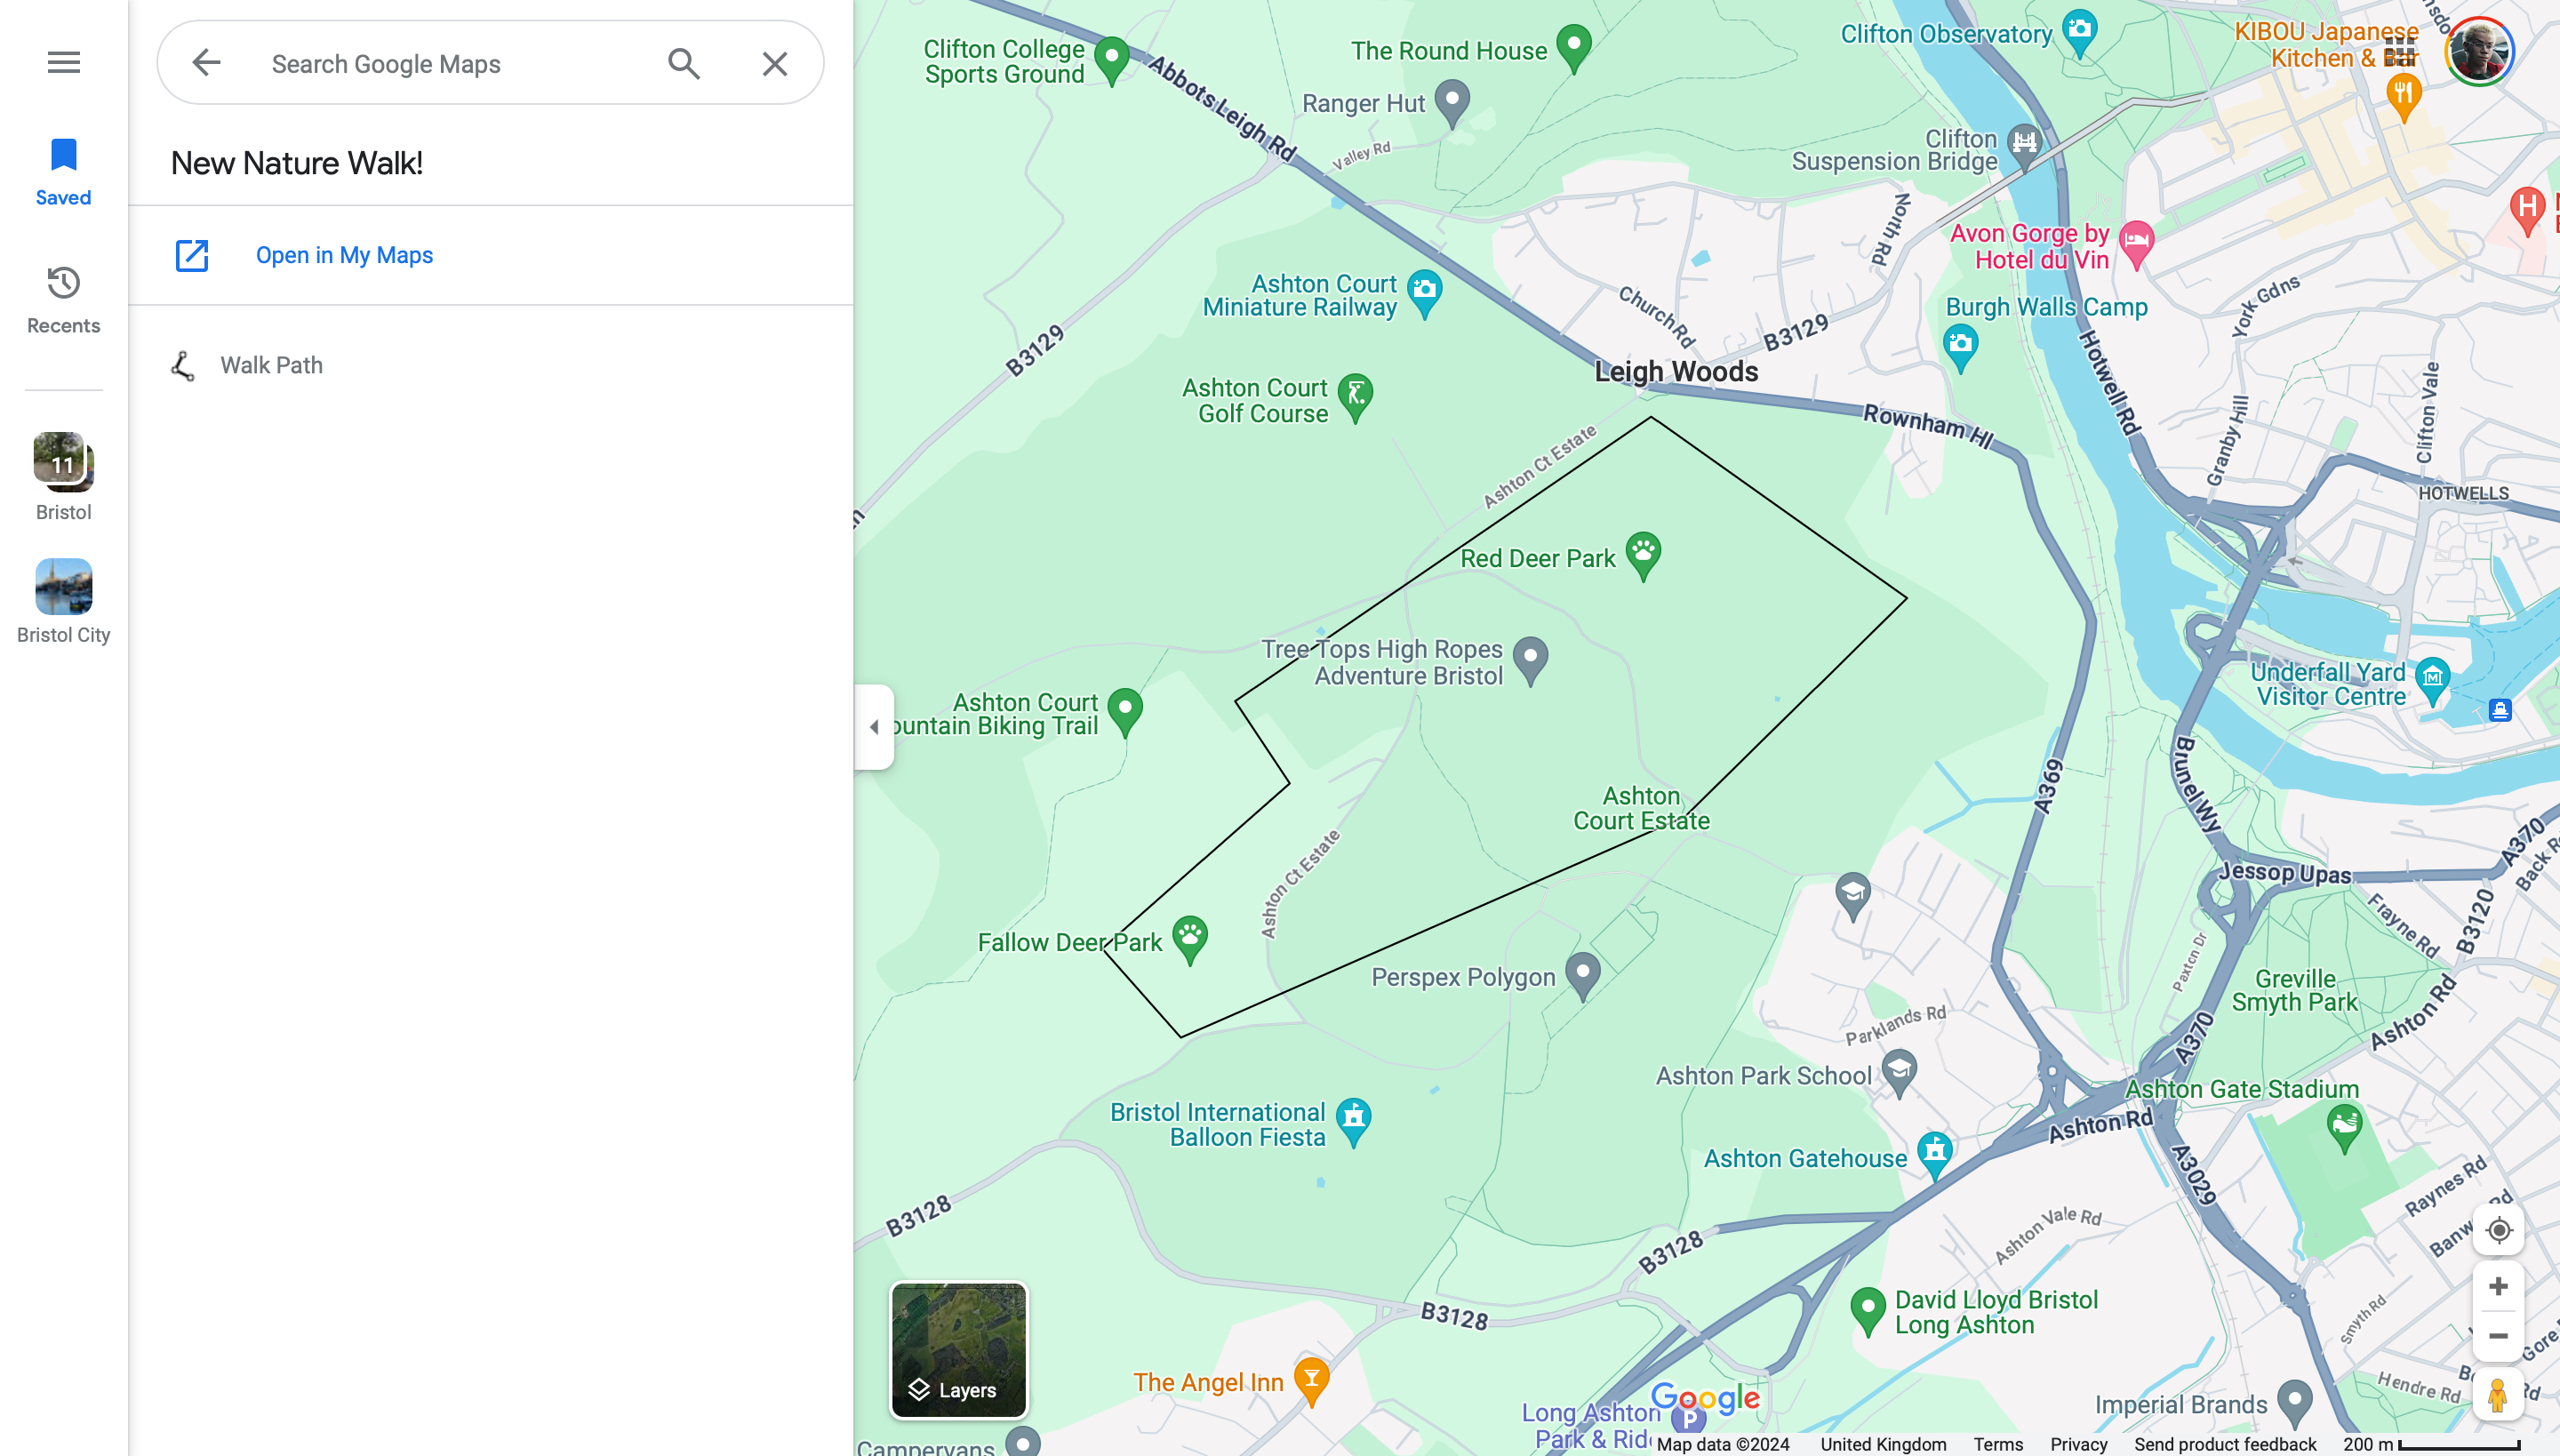 Search Google Maps
New Nature Walk!
Saved
Open in My Maps
Recents
Walk Path
11
Bristol
Bristol City
Clifton College
Sports Ground
Abbots Leigh Rd
The Round House
Ranger Hut
Valley Rd
Clifton Observatory
KIBOU Japanese
Kitchen & Bar
Clifton
Suspension Bridge
North Rd
Avon Gorge by
Hotel du Vin
H
Burgh Walls Camp
York Gdns
Ashton Court
Miniature Railway
Church Rd
B3129
B3129
Leigh Woods
Hotwell Rd
Granby Hill
Clifton Vale
Ashton Court
Golf Course
Rownham Hl
Ashton Ct Estate
HOTWELLS
Red Deer Park
Tree Tops High Ropes
Adventure Bristol
Underfall Yard
Visitor Centre
Ashton Court
ountain Biking Trail
Ashton
Court Estate
A369
Brunel Wy
A370
Back R
Jessop Upas
Ashton Ct Estate
Frayne Rd
B3120
Fallow Deer Park
Perspex Polygon
Paxton Dr
Greville
Smyth Park
Ashton Rd
Parklands Rd
A370
Ashton Park School
Ashton Gate Stadium
Bristol International
Balloon Fiesta
Ashton Rd
Ashton Gatehouse
A3029
Raynes Rd
Rd
Banw
B3128
Ashton Vale Rd
B3128
B3128
David Lloyd Bristol
Long Ashton
Smyth Rd
Gore
Layers
The Angel Inn
Hendre Rd
Rd
Imperial Brands
Google
Long Ashton
Park & Rid
P
Campervans
Map data ©2024 United Kingdom Terms Privacy Send product feedback 200 m